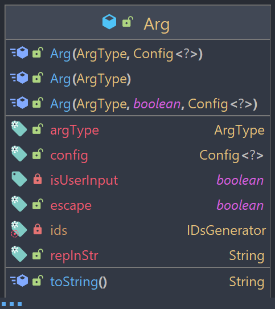 Arg
Arg(ArgType, Config<?>)
Arg(ArgType)
Arg(ArgType, boolean, Config<?>)
argType ArgType
config Config<?>
isUserInput boolean
escape boolean
ids IDsGenerator
repInStr String
toString() String